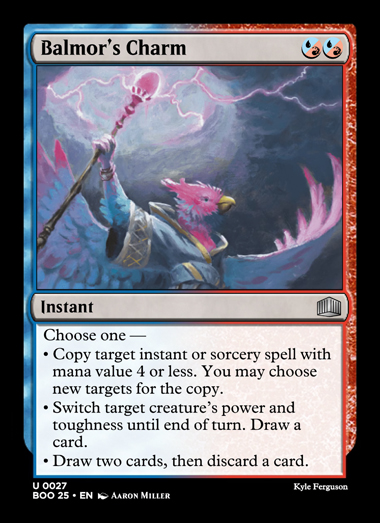 Balmor's Charm
Instant
Choose one —
• Copy target instant or sorcery spell with
mana value 4 or less. You may choose
new targets for the copy.
• Switch target creature's power and
toughness until end of turn. Draw a
card.
• Draw two cards, then discard a card.
U 0027
BOO 25 • EN Aaron Miller
Kyle Ferguson